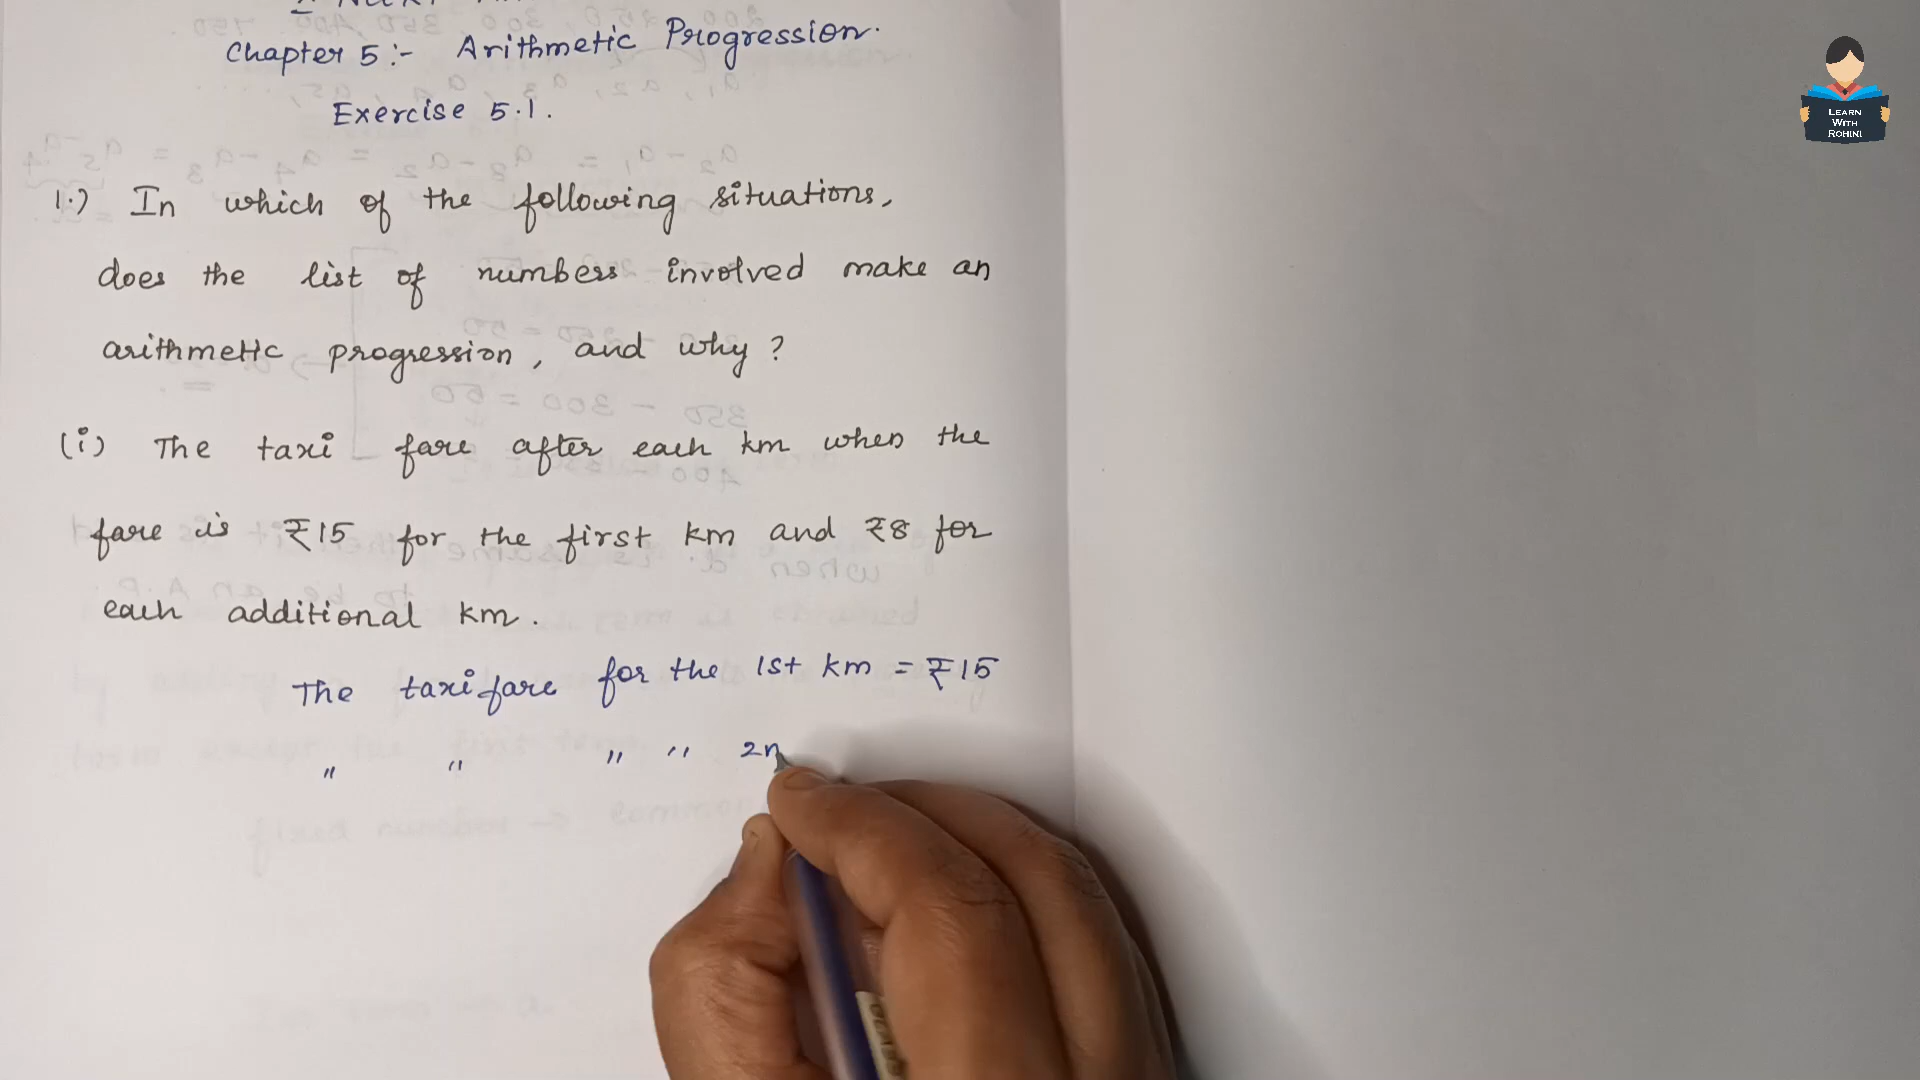 Chapter 5:- Arithmetic Progression.
Exercise 5.1.
1.) In which of the following situations,
does the list of numbers involved make an
arithmetic progression, and why?
(i) The taxi fare after each km when the
fare is ₹15 for the first km and ₹8 for
each additional km.
The taxi fare for the 1st km = ₹15
" " " " 2n
LEARN
WITH
ROHINI